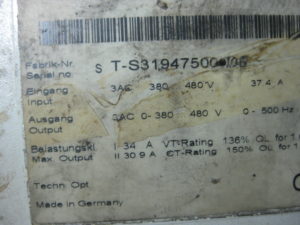 Fabrik-Nr.
Serial no. S T-S31947500
Eingang
Input 3AC 380 480 V 37.4 A
Ausgang
Output 3AC 0-380 480 V 0 - 500 Hz
Belastungskl. I 34 A VT-Rating 136% OL for 1
Max. Output II 30.9 A CT-Rating 150% OL for 1
Techn. Opt.
Made in Germany